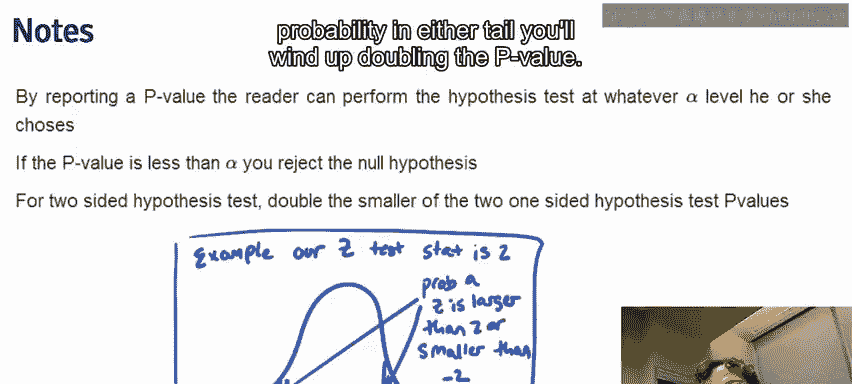 Notes
probability in either tail you'll
wind up doubling the P-value.
By reporting a P-value the reader can perform the hypothesis test at whatever α level he or she
choses
If the P-value is less than α you reject the null hypothesis
For two sided hypothesis test, double the smaller of the two one sided hypothesis test Pvalues
Example our Z test stat is 2
prob a
Z is larger
than 2 or
smaller than
-2